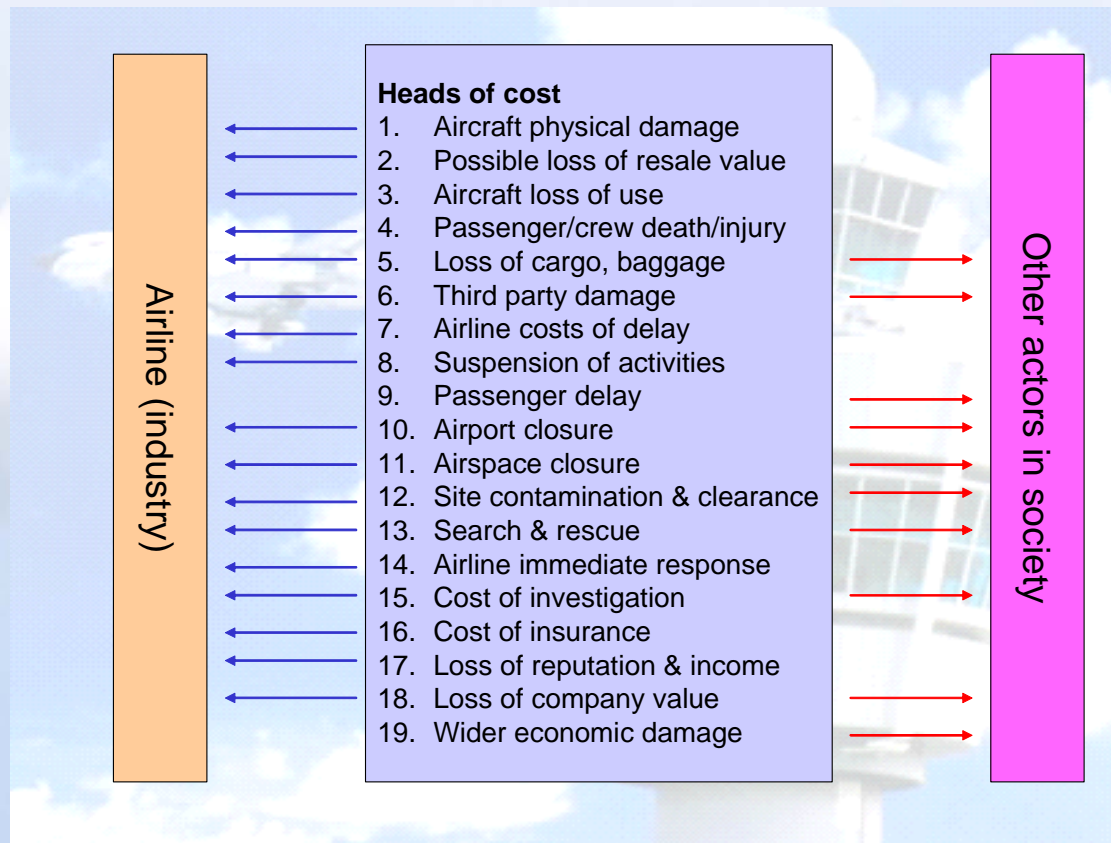 Airline (industry)
Heads of cost
1. Aircraft physical damage
2. Possible loss of resale value
3. Aircraft loss of use
4. Passenger/crew death/injury
5. Loss of cargo, baggage
6. Third party damage
7. Airline costs of delay
8. Suspension of activities
9. Passenger delay
10. Airport closure
11. Airspace closure
12. Site contamination & clearance
13. Search & rescue
14. Airline immediate response
15. Cost of investigation
16. Cost of insurance
17. Loss of reputation & income
18. Loss of company value
19. Wider economic damage
Other actors in society